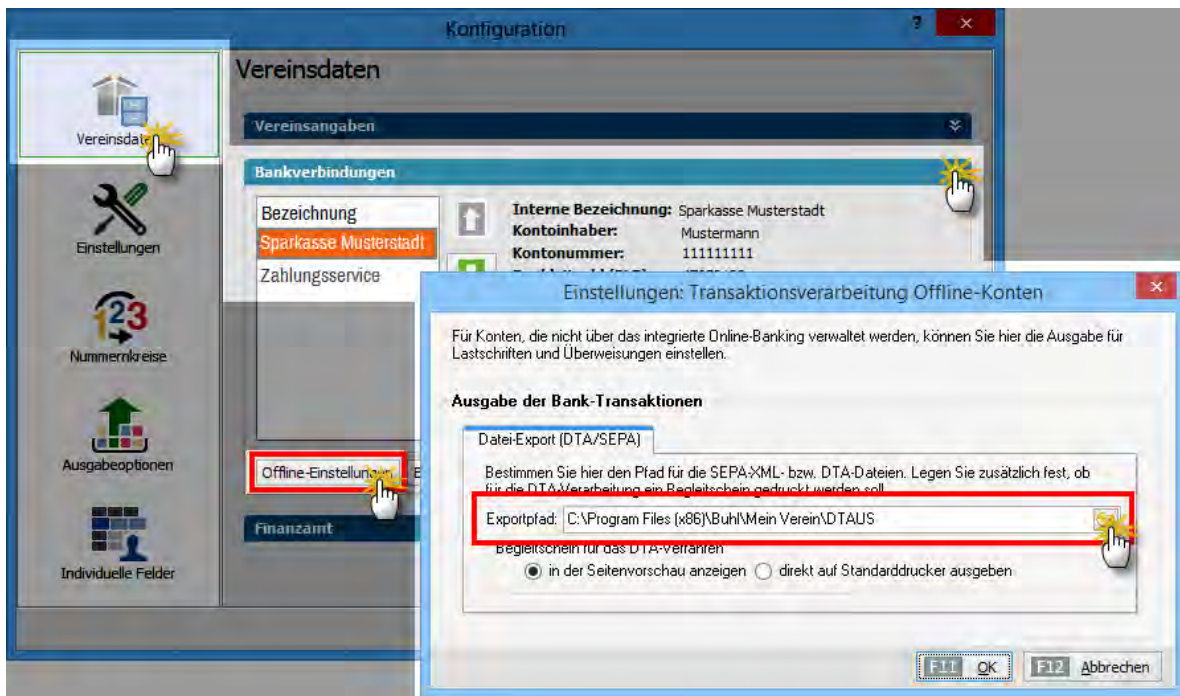 Konfiguration
?
Vereinsdaten
Einstellungen
Nummernkreise
Ausgabeoptionen
Individuelle Felder
Vereinsdaten
Vereinsangaben
Bankverbindungen
Bezeichnung
Sparkasse Musterstadt
Zahlungsservice
Interne Bezeichnung: Sparkasse Musterstadt
Kontoinhaber: Mustermann
Kontonummer: 111111111
Offline-Einstellungen
Finanzamt
Einstellungen: Transaktionsverarbeitung Offline-Konten
Für Konten, die nicht über das integrierte Online-Banking verwaltet werden, können Sie hier die Ausgabe für
Lastschriften und Überweisungen einstellen.
Ausgabe der Bank-Transaktionen
Datei-Export (DTA/SEPA)
Bestimmen Sie hier den Pfad für die SEPA-XML- bzw. DTA-Dateien. Legen Sie zusätzlich fest, ob
für die DTA-Verarbeitung ein Begleitschein gedruckt werden soll
Exportpfad: C:\Program Files (x86)\Buhl\Mein Verein\DTAUS
Begleitschein für das DTA-Verfahren
in der Seitenvorschau anzeigen direkt auf Standarddrucker ausgeben
F11 OK F12 Abbrechen